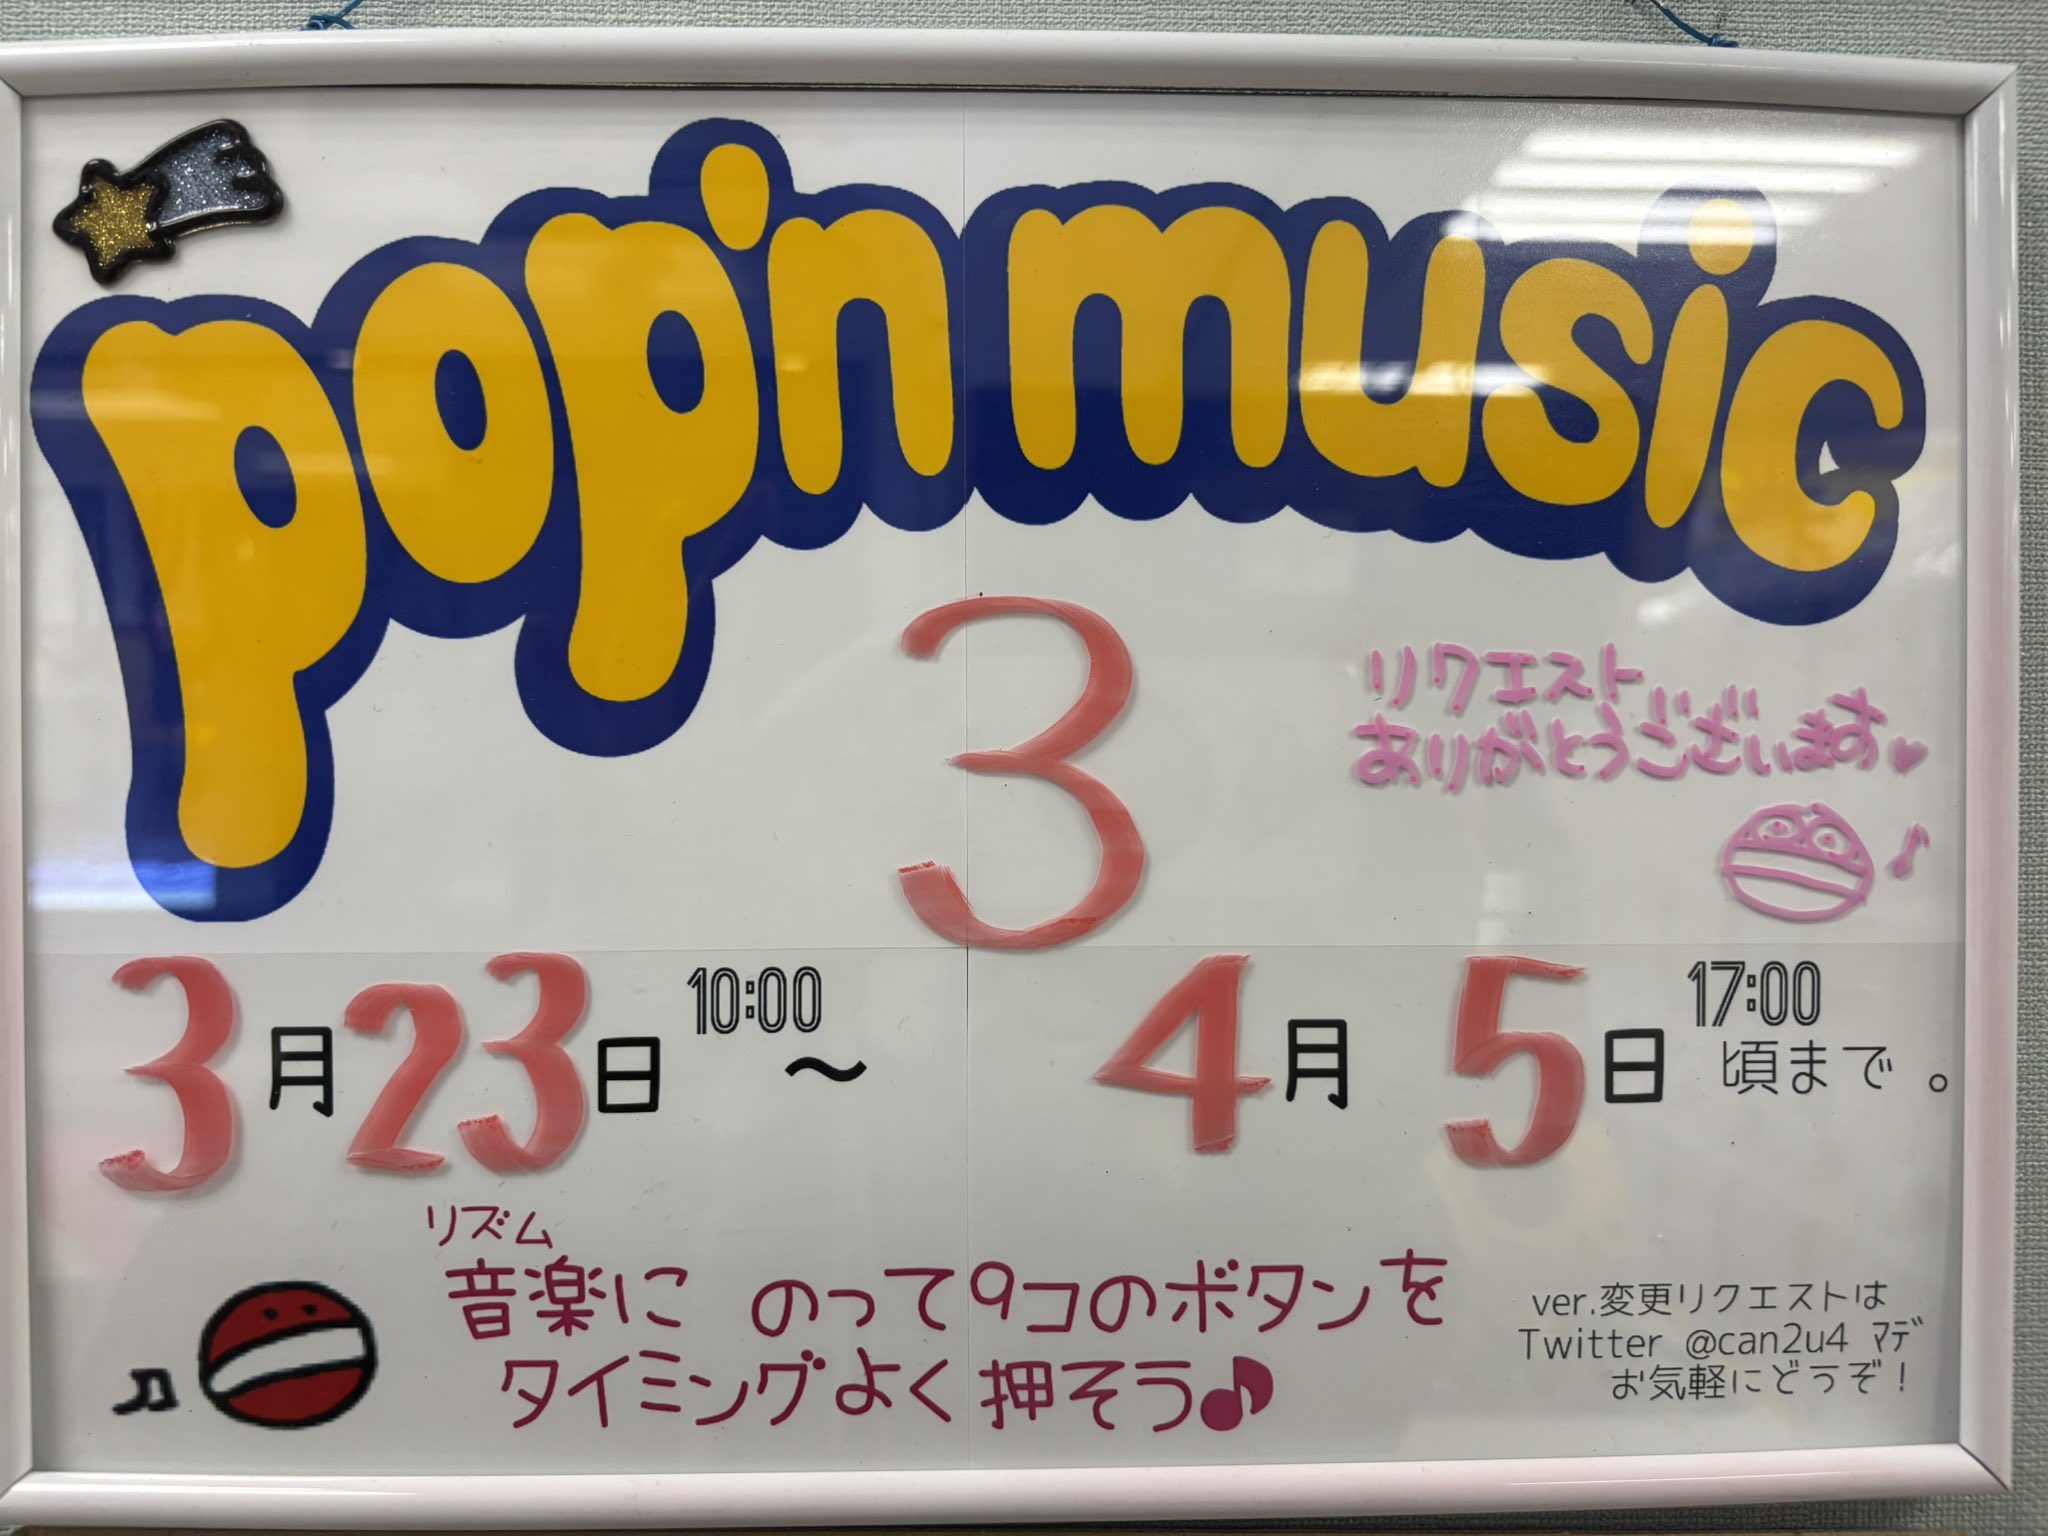 pop'n music
3
リクエスト
ありがとうございます♥
3月23日 10:00 〜 4月5日 17:00
頃まで。
リズム
音楽に のって9コのボタンを
タイミングよく押そう♪
ver.変更リクエストは
Twitter @can2u4 ﾏﾃﾞ
お気軽にどうぞ！